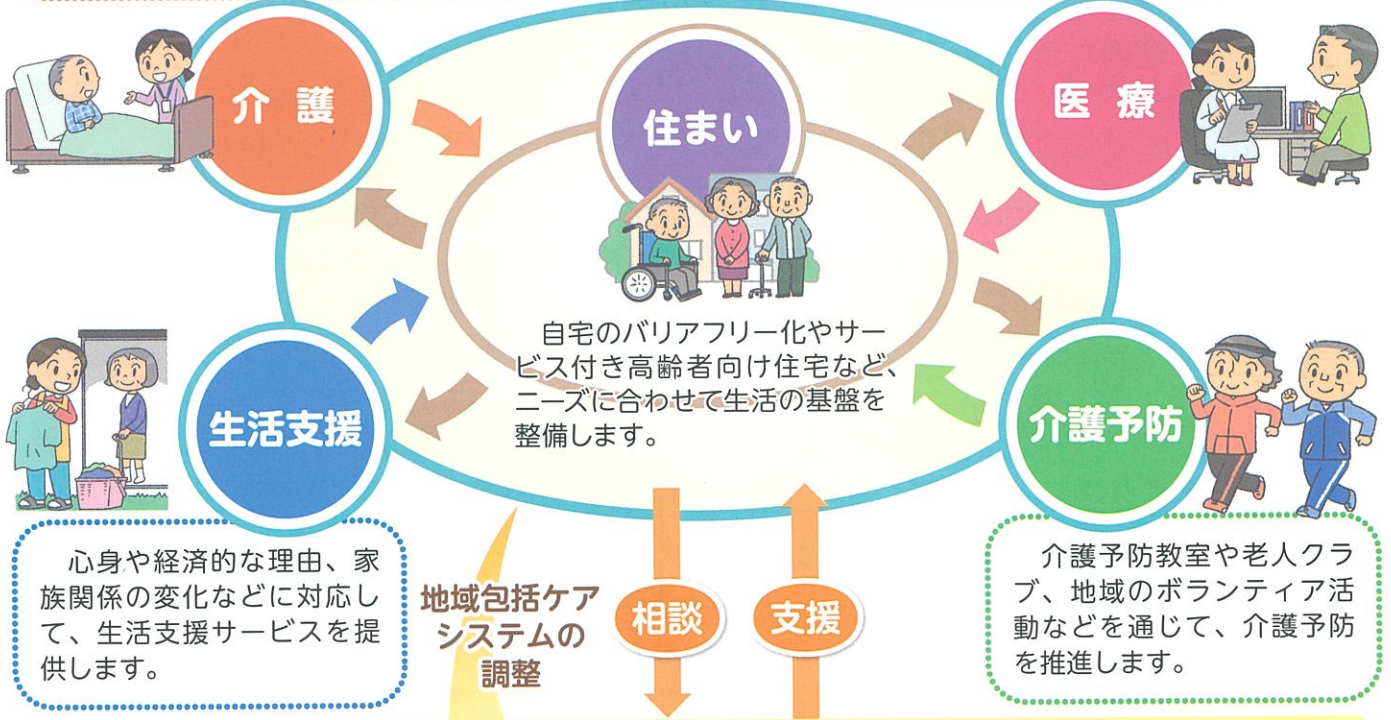 介護
住まい
医療
自宅のバリアフリー化やサー
ビス付き高齢者向け住宅など、
ニーズに合わせて生活の基盤を
整備します。
生活支援
介護予防
心身や経済的な理由、家
族関係の変化などに対応し
て、生活支援サービスを提
供します。
地域包括ケア
システムの
調整
相談
支援
介護予防教室や老人クラ
ブ、地域のボランティア活
動などを通じて、介護予防
を推進します。